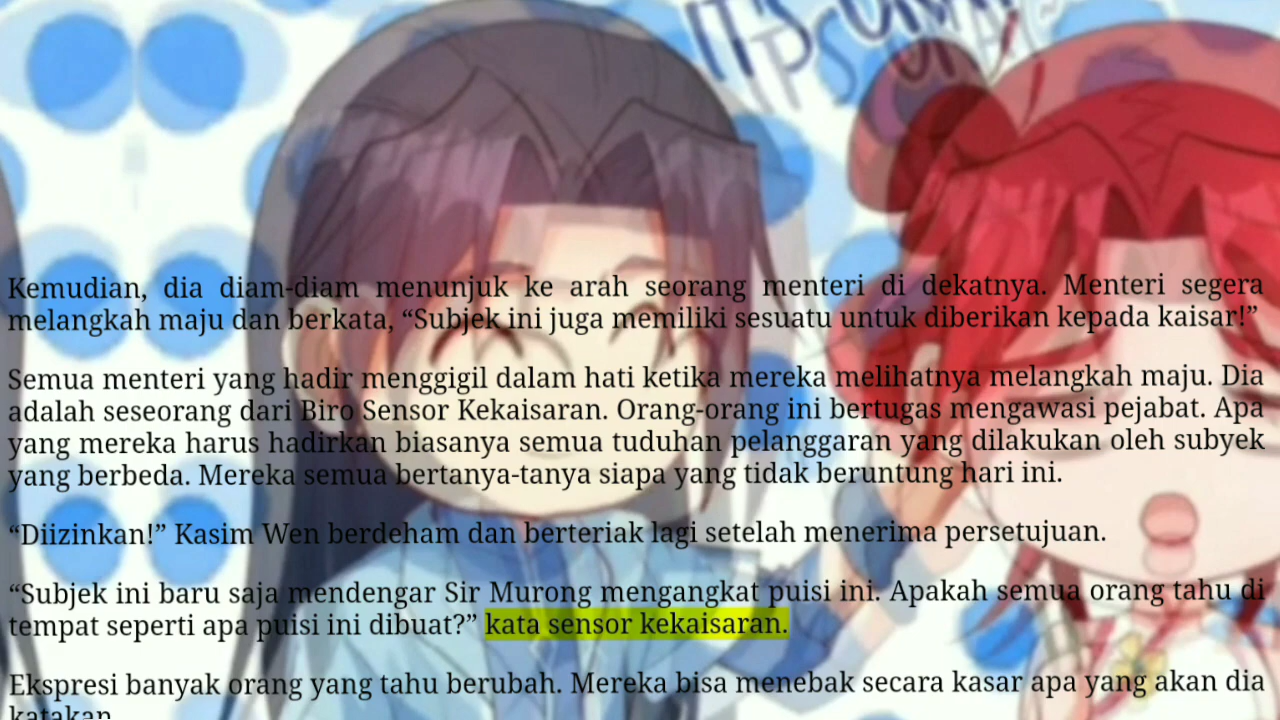 IT'S
Kemudian, dia diam-diam menunjuk ke arah seorang menteri di dekatnya. Menteri segera
melangkah maju dan berkata, “Subjek ini juga memiliki sesuatu untuk diberikan kepada kaisar!”
Semua menteri yang hadir menggigil dalam hati ketika mereka melihatnya melangkah maju. Dia
adalah seseorang dari Biro Sensor Kekaisaran. Orang-orang ini bertugas mengawasi pejabat. Apa
yang mereka harus hadirkan biasanya semua tuduhan pelanggaran yang dilakukan oleh subyek
yang berbeda. Mereka semua bertanya-tanya siapa yang tidak beruntung hari ini.
“Diizinkan!” Kasim Wen berdeham dan berteriak lagi setelah menerima persetujuan.
“Subjek ini baru saja mendengar Sir Murong mengangkat puisi ini. Apakah semua orang tahu di
tempat seperti apa puisi ini dibuat?” kata sensor kekaisaran.
Ekspresi banyak orang yang tahu berubah. Mereka bisa menebak secara kasar apa yang akan dia
katakan.